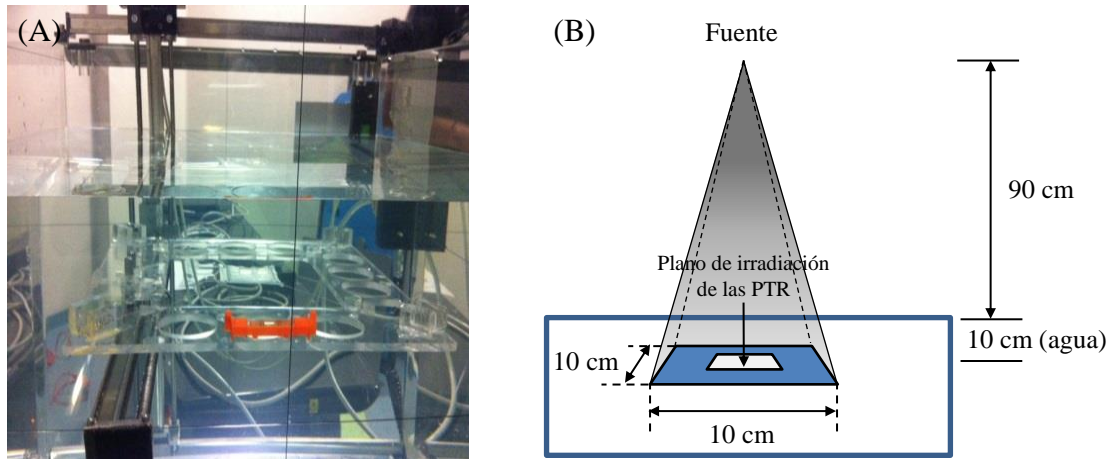 (A)
(B)
Fuente
90 cm
Plano de irradiación
de las PTR
10 cm (agua)
10 cm
10 cm